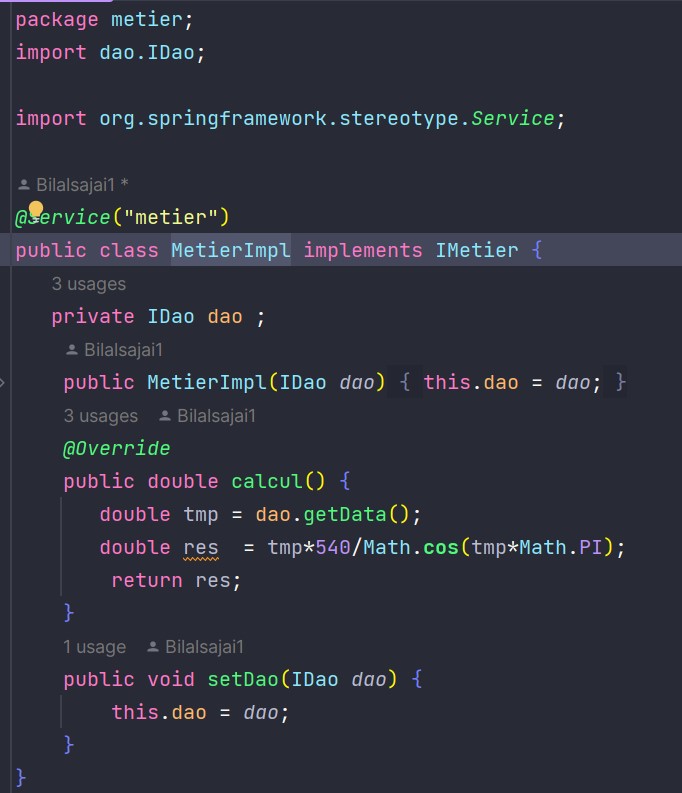 package metier;
import dao.IDao;
import org.springframework.stereotype.Service;
Bilalsajai1 *
@Service("metier")
public class MetierImpl implements IMetier {
3 usages
private IDao dao ;
Bilalsajai1
public MetierImpl(IDao dao) { this.dao = dao; }
3 usages Bilalsajai1
@Override
public double calcul() {
double tmp = dao.getData();
double res  = tmp*540/Math.cos(tmp*Math.PI);
return res;
}
1 usage Bilalsajai1
public void setDao(IDao dao) {
this.dao = dao;
}
}